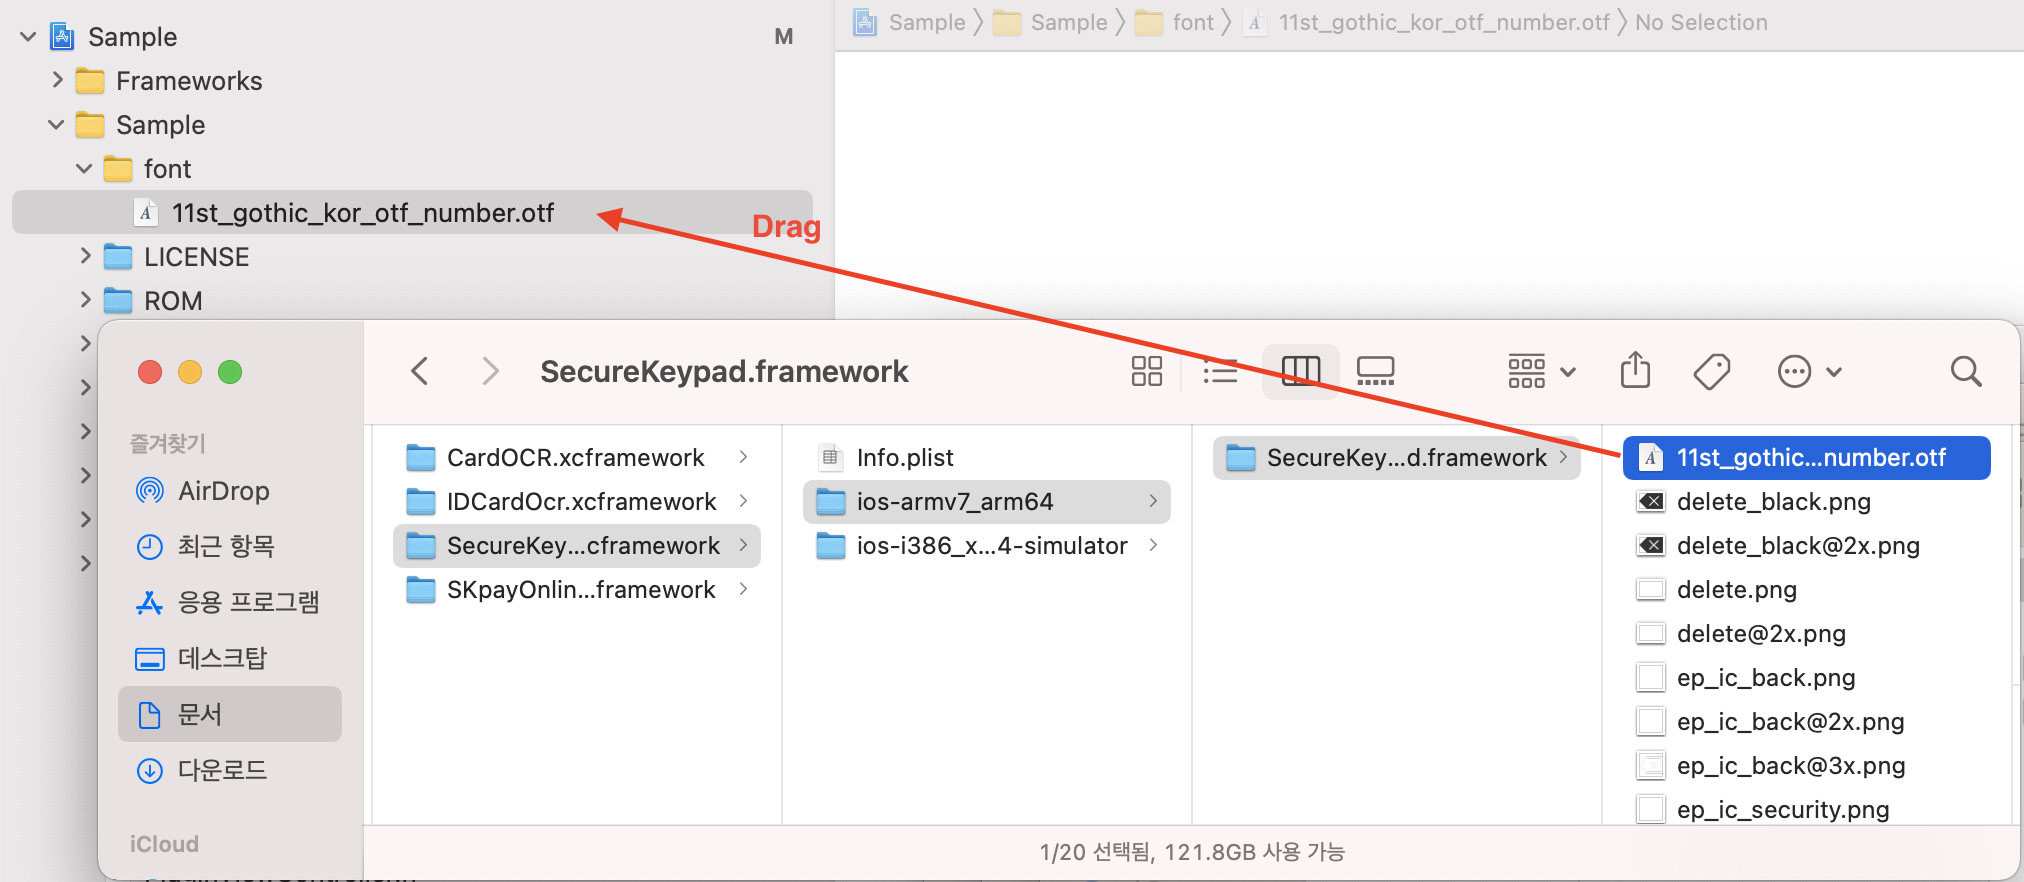 Sample
M
Frameworks
Sample
font
11st_gothic_kor_otf_number.otf
LICENSE
ROM
Sample
Sample
font
11st_gothic_kor_otf_number.otf
No Selection
Drag
SecureKeypad.framework
즐겨찾기
AirDrop
최근 항목
응용 프로그램
데스크탑
문서
다운로드
iCloud
CardOCR.xcframework
IDCardOcr.xcframework
SecureKey...cframework
SKpayOnlin...framework
Info.plist
ios-armv7_arm64
ios-i386_x...4-simulator
SecureKey...d.framework
11st_gothic...number.otf
delete_black.png
delete_black@2x.png
delete.png
delete@2x.png
ep_ic_back.png
ep_ic_back@2x.png
ep_ic_back@3x.png
ep_ic_security.png
1/20 선택됨, 121.8GB 사용 가능